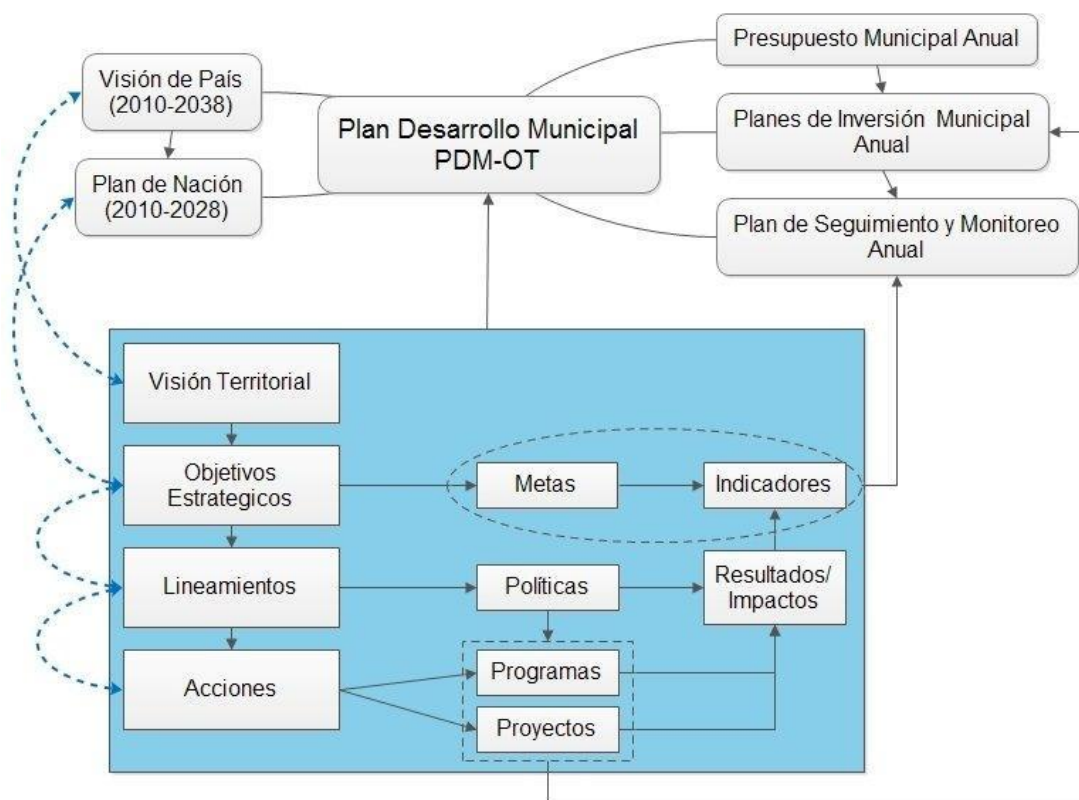 Visión de País
(2010-2038)
Plan de Nación
(2010-2028)
Plan Desarrollo Municipal
PDM-OT
Presupuesto Municipal Anual
Planes de Inversión Municipal
Anual
Plan de Seguimiento y Monitoreo
Anual
Visión Territorial
Objetivos
Estrategicos
Metas
Indicadores
Lineamientos
Políticas
Resultados/
Impactos
Acciones
Programas
Proyectos